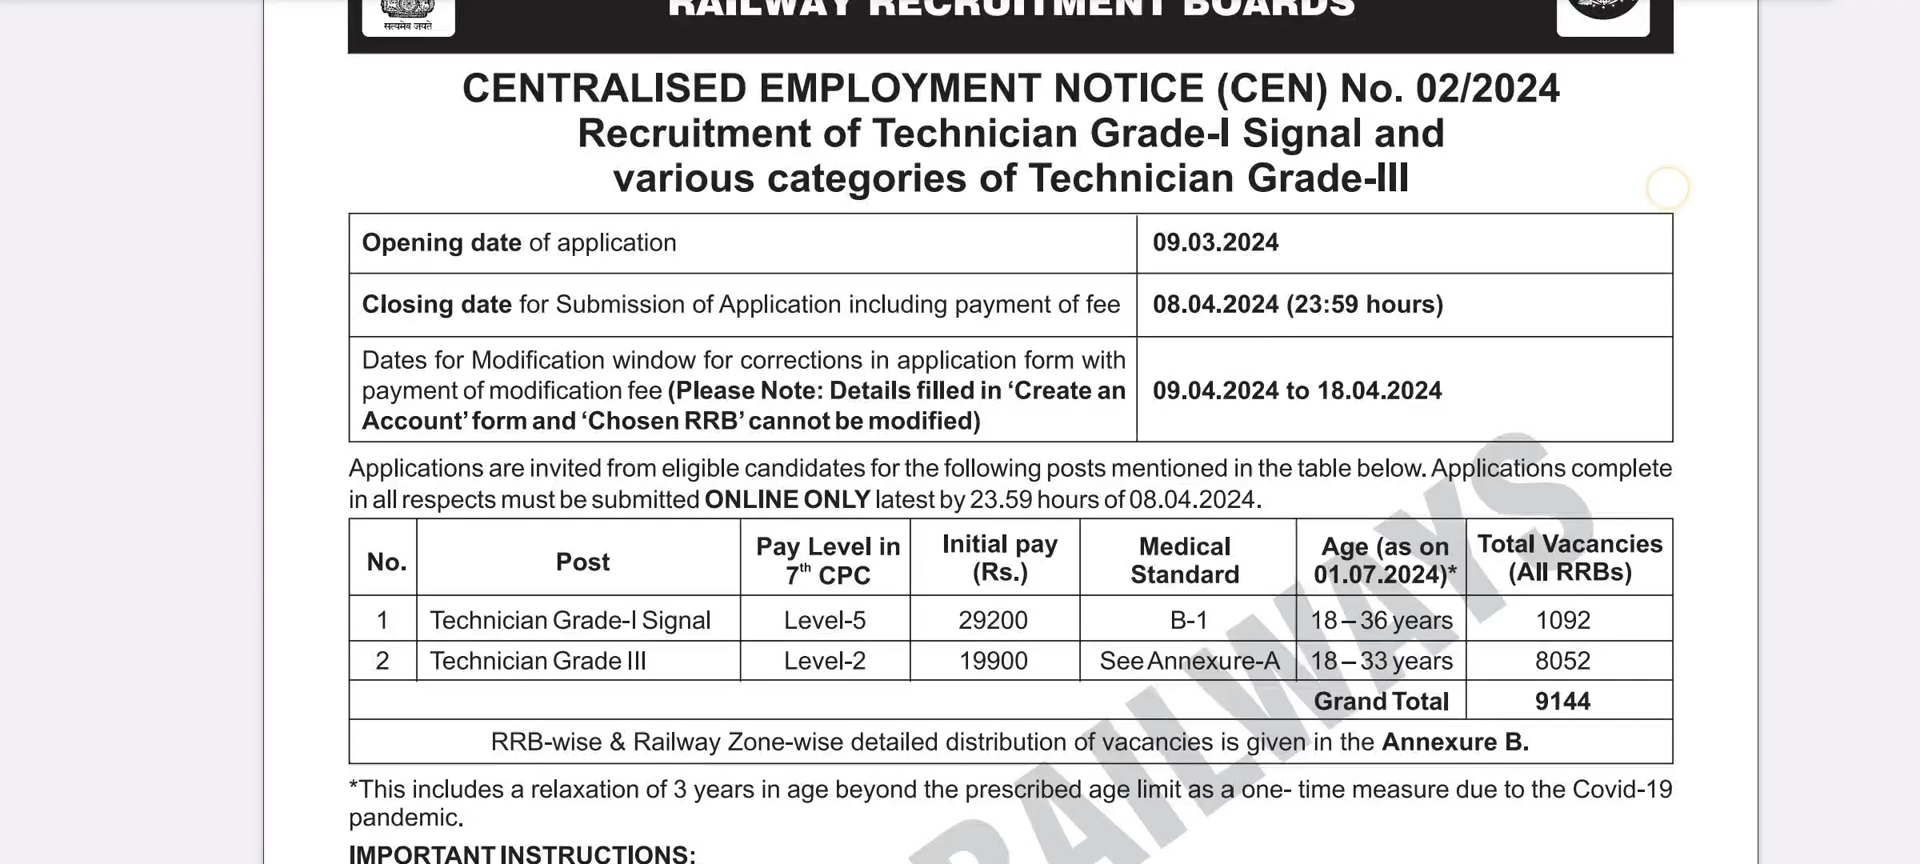 सत्यमेव जयते
RAILWAY RECRUITMENT BOARDS
CENTRALISED EMPLOYMENT NOTICE (CEN) No. 02/2024
Recruitment of Technician Grade-I Signal and
various categories of Technician Grade-III
Opening date of application 09.03.2024
Closing date for Submission of Application including payment of fee 08.04.2024 (23:59 hours)
Dates for Modification window for corrections in application form with
payment of modification fee (Please Note: Details filled in ‘Create an
Account’ form and ‘Chosen RRB’ cannot be modified)
09.04.2024 to 18.04.2024
Applications are invited from eligible candidates for the following posts mentioned in the table below. Applications complete
in all respects must be submitted ONLINE ONLY latest by 23.59 hours of 08.04.2024.
No. Post Pay Level in 7th CPC Initial pay (Rs.) Medical Standard Age (as on 01.07.2024)* Total Vacancies (All RRBs)
1 Technician Grade-I Signal Level-5 29200 B-1 18 – 36 years 1092
2 Technician Grade III Level-2 19900 See Annexure-A 18 – 33 years 8052
Grand Total 9144
RRB-wise & Railway Zone-wise detailed distribution of vacancies is given in the Annexure B.
*This includes a relaxation of 3 years in age beyond the prescribed age limit as a one- time measure due to the Covid-19
pandemic.
IMPORTANT INSTRUCTIONS:
RAILWAYS